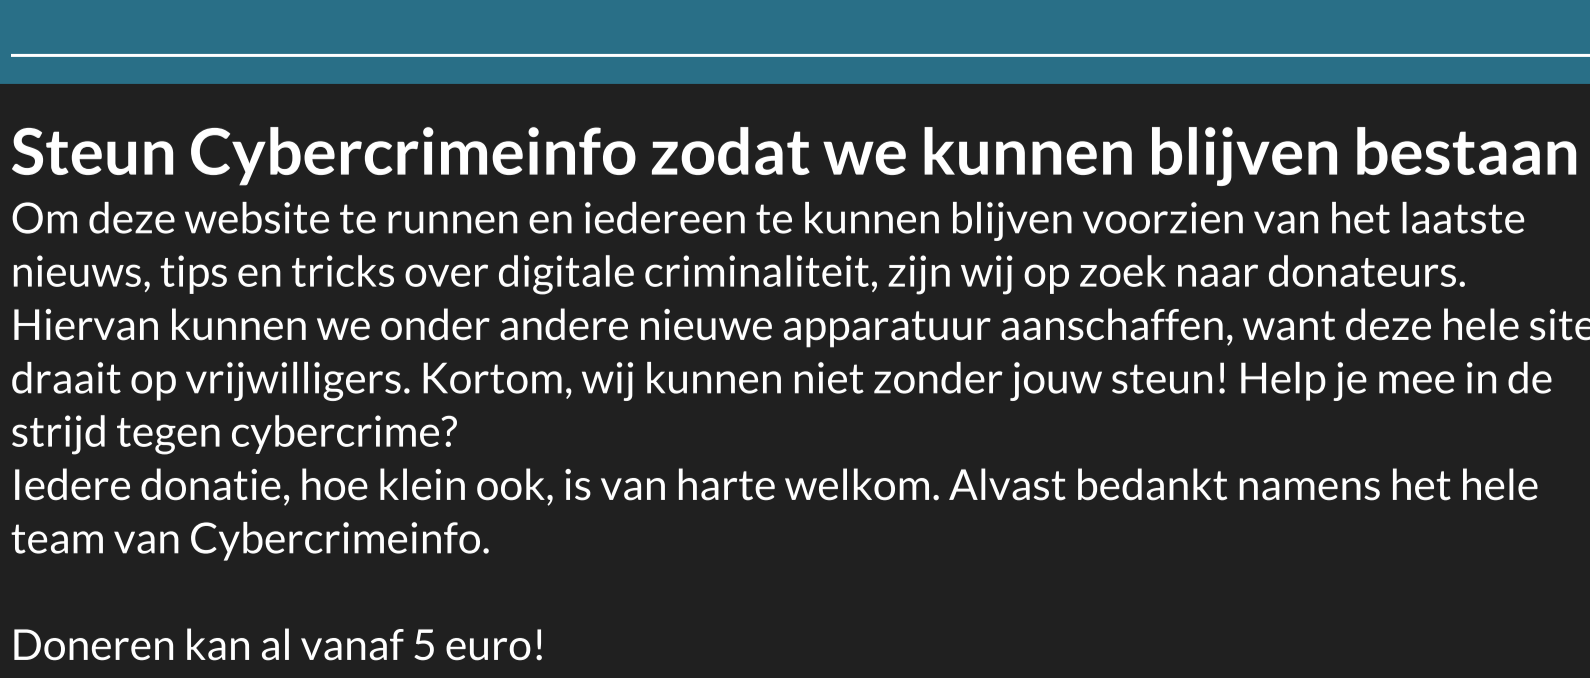 Steun Cybercrimeinfo zodat we kunnen blijven bestaan
Om deze website te runnen en iedereen te kunnen blijven voorzien van het laatste
nieuws, tips en tricks over digitale criminaliteit, zijn wij op zoek naar donateurs.
Hiervan kunnen we onder andere nieuwe apparatuur aanschaffen, want deze hele site
draait op vrijwilligers. Kortom, wij kunnen niet zonder jouw steun! Help je mee in de
strijd tegen cybercrime?
Iedere donatie, hoe klein ook, is van harte welkom. Alvast bedankt namens het hele
team van Cybercrimeinfo.
Doneren kan al vanaf 5 euro!